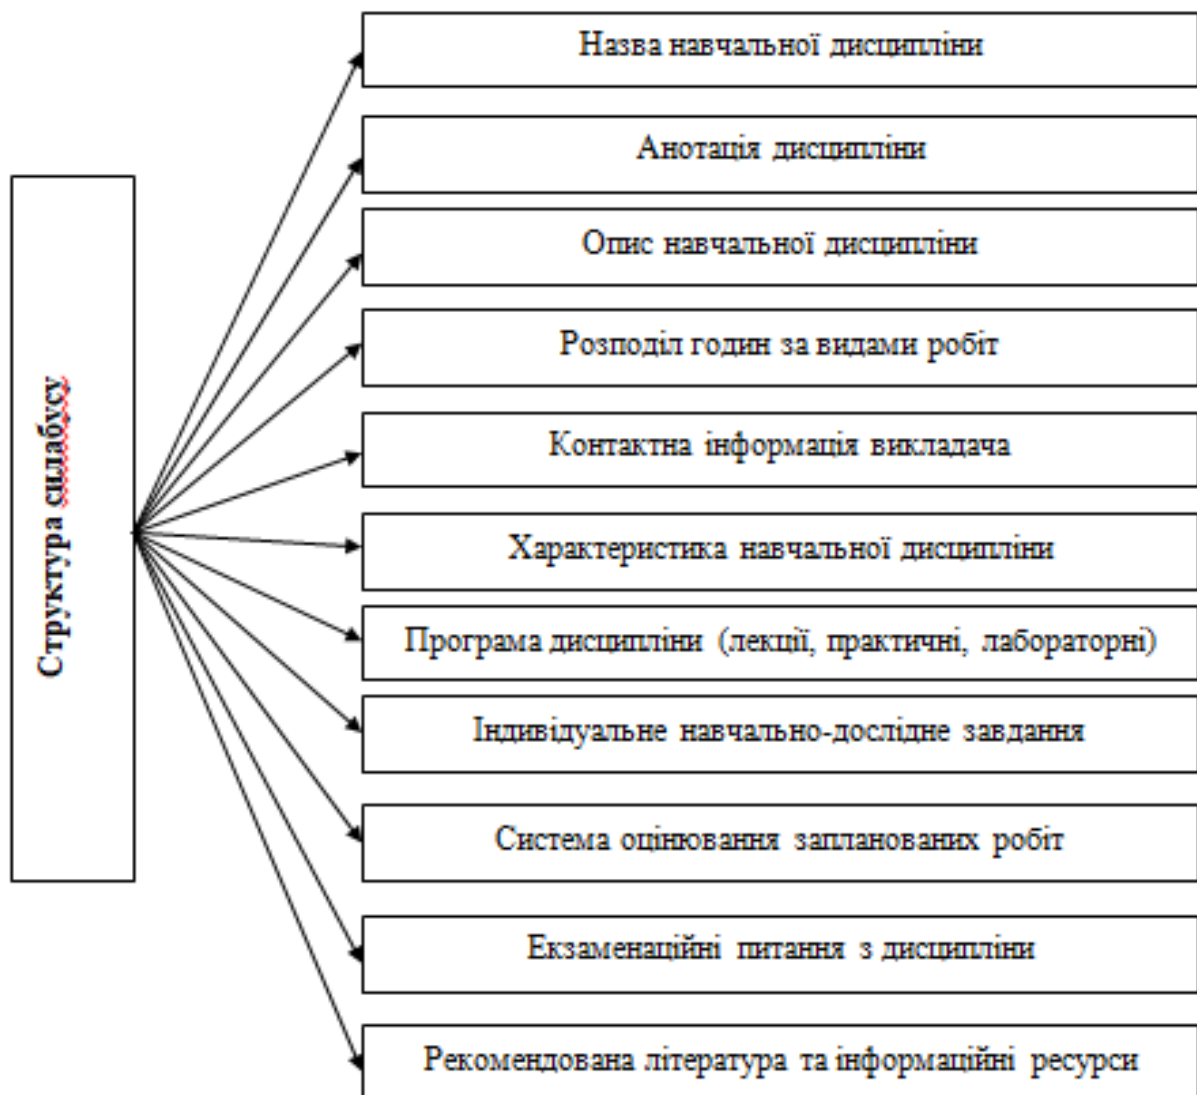 Структура силабусу
Назва навчальної дисципліни
Анотація дисципліни
Опис навчальної дисципліни
Розподіл годин за видами робіт
Контактна інформація викладача
Характеристика навчальної дисципліни
Програма дисципліни (лекції, практичні, лабораторні)
Індивідуальне навчально-дослідне завдання
Система оцінювання запланованих робіт
Екзаменаційні питання з дисципліни
Рекомендована література та інформаційні ресурси